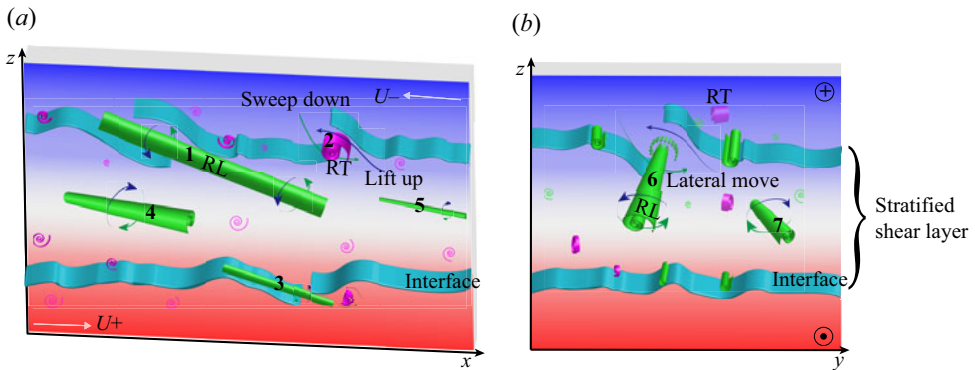 (a)
z
Sweep down
U–
2
1
RL
RT
Lift up
4
5
3
Interface
U+
x
(b)
z
RT
6
Lateral move
RL
7
Stratified
shear layer
Interface
y